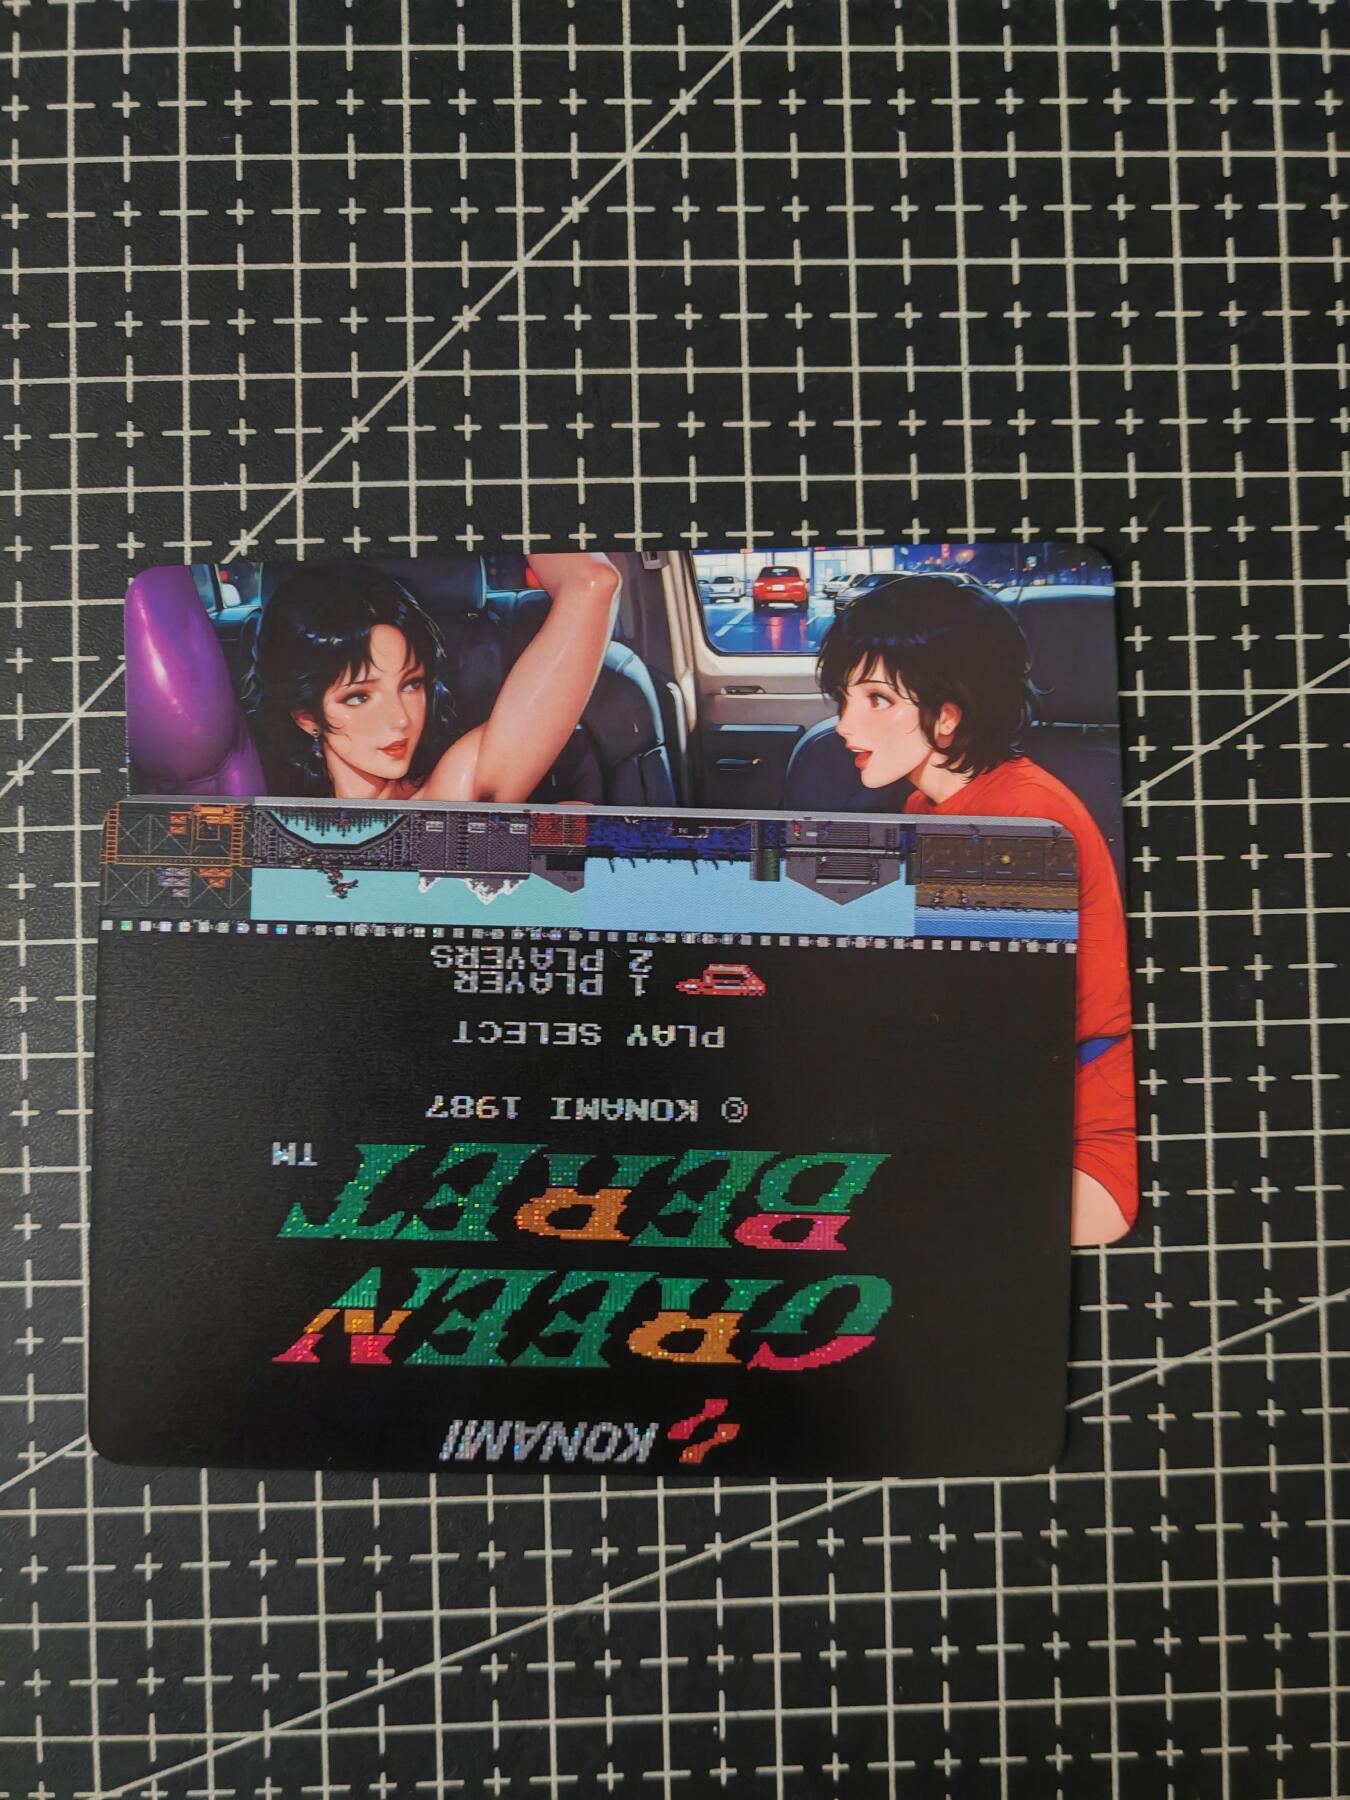 KONAMI
GREEN
BERET TM
© KONAMI 1987
PLAY SELECT
1 PLAYER
2 PLAYERS